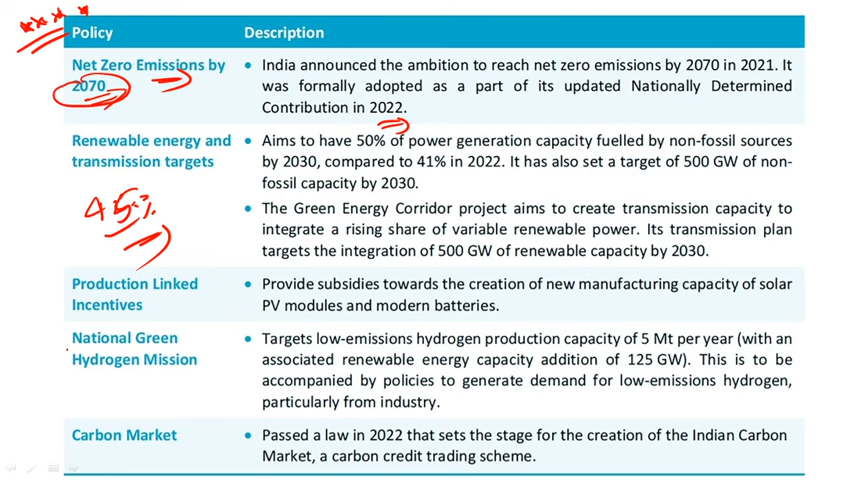 Policy Description
Net Zero Emissions by
2070
• India announced the ambition to reach net zero emissions by 2070 in 2021. It
was formally adopted as a part of its updated Nationally Determined
Contribution in 2022.
Renewable energy and
transmission targets
• Aims to have 50% of power generation capacity fuelled by non-fossil sources
by 2030, compared to 41% in 2022. It has also set a target of 500 GW of non-
fossil capacity by 2030.
45%
• The Green Energy Corridor project aims to create transmission capacity to
integrate a rising share of variable renewable power. Its transmission plan
targets the integration of 500 GW of renewable capacity by 2030.
Production Linked
Incentives
• Provide subsidies towards the creation of new manufacturing capacity of solar
PV modules and modern batteries.
National Green
Hydrogen Mission
• Targets low-emissions hydrogen production capacity of 5 Mt per year (with an
associated renewable energy capacity addition of 125 GW). This is to be
accompanied by policies to generate demand for low-emissions hydrogen,
particularly from industry.
Carbon Market
• Passed a law in 2022 that sets the stage for the creation of the Indian Carbon
Market, a carbon credit trading scheme.